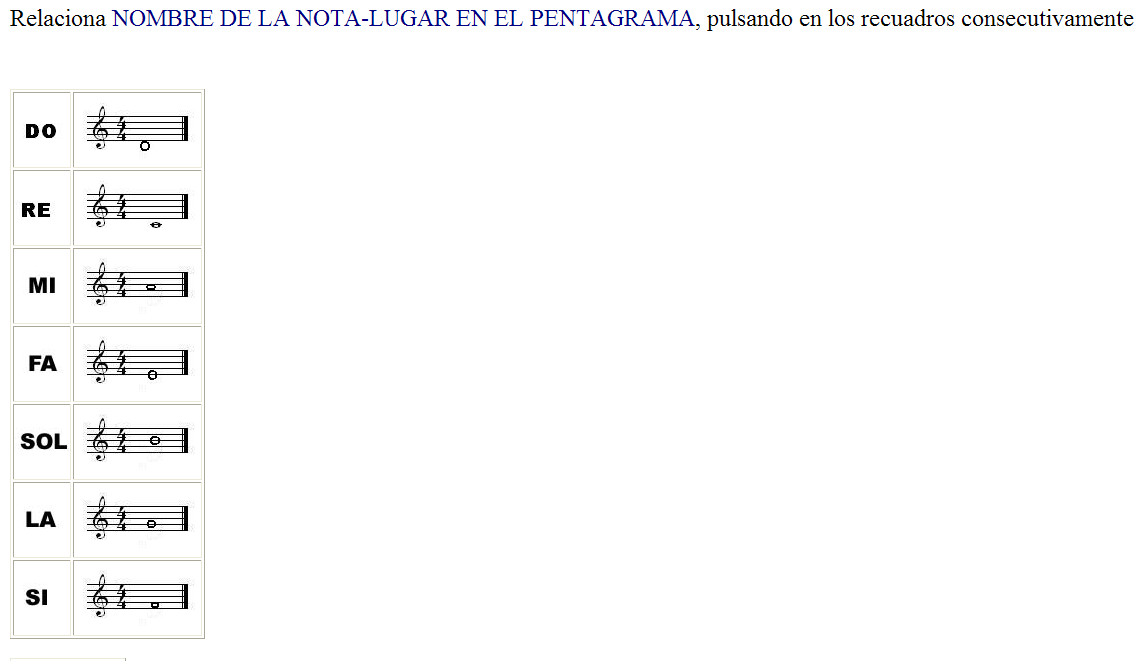 Relaciona NOMBRE DE LA NOTA-LUGAR EN EL PENTAGRAMA, pulsando en los recuadros consecutivamente
DO
RE
MI
FA
SOL
LA
SI